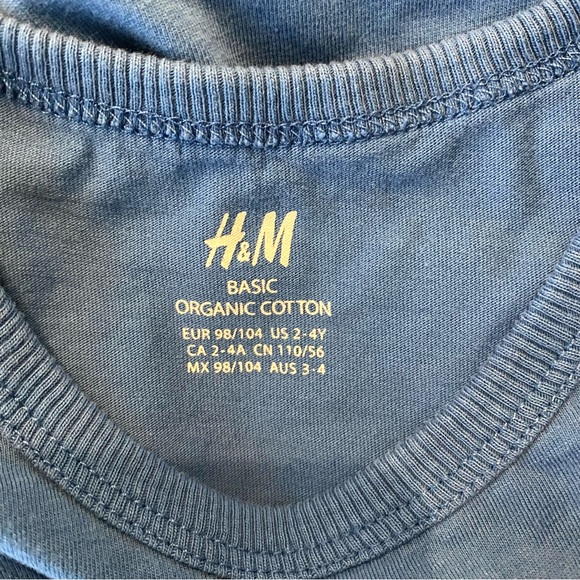 H&M
BASIC
ORGANIC COTTON
EUR 98/104 US 2-4Y
CA 2-4A CN 110/56
MX 98/104 AUS 3-4